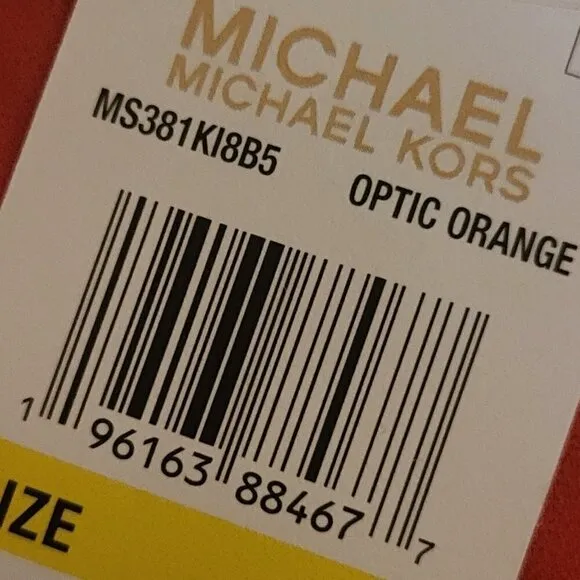 MICHAEL
MICHAEL KORS
MS381KI8B5 OPTIC ORANGE
1 96163 88467 7
IZE